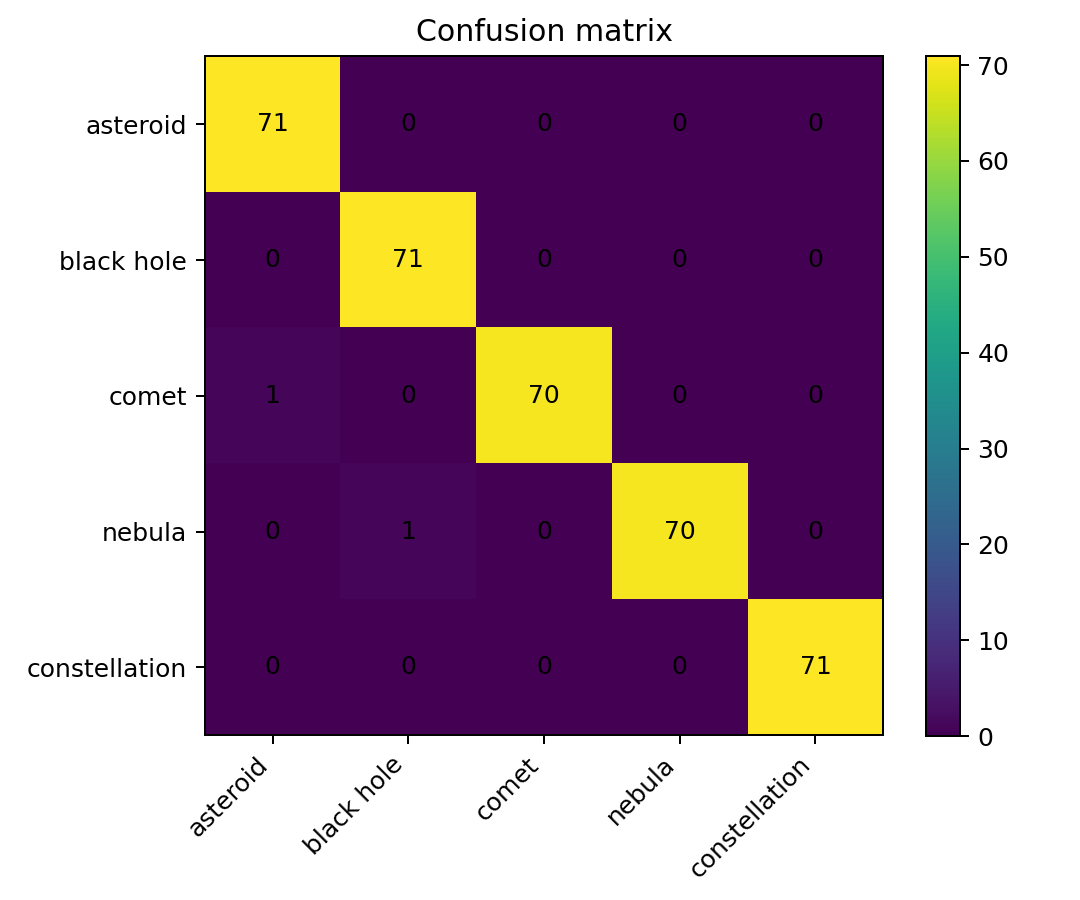 Confusion matrix
asteroid 71 0 0 0 0
black hole 0 71 0 0 0
comet 1 0 70 0 0
nebula 0 1 0 70 0
constellation 0 0 0 0 71
asteroid black hole comet nebula constellation
70
60
50
40
30
20
10
0